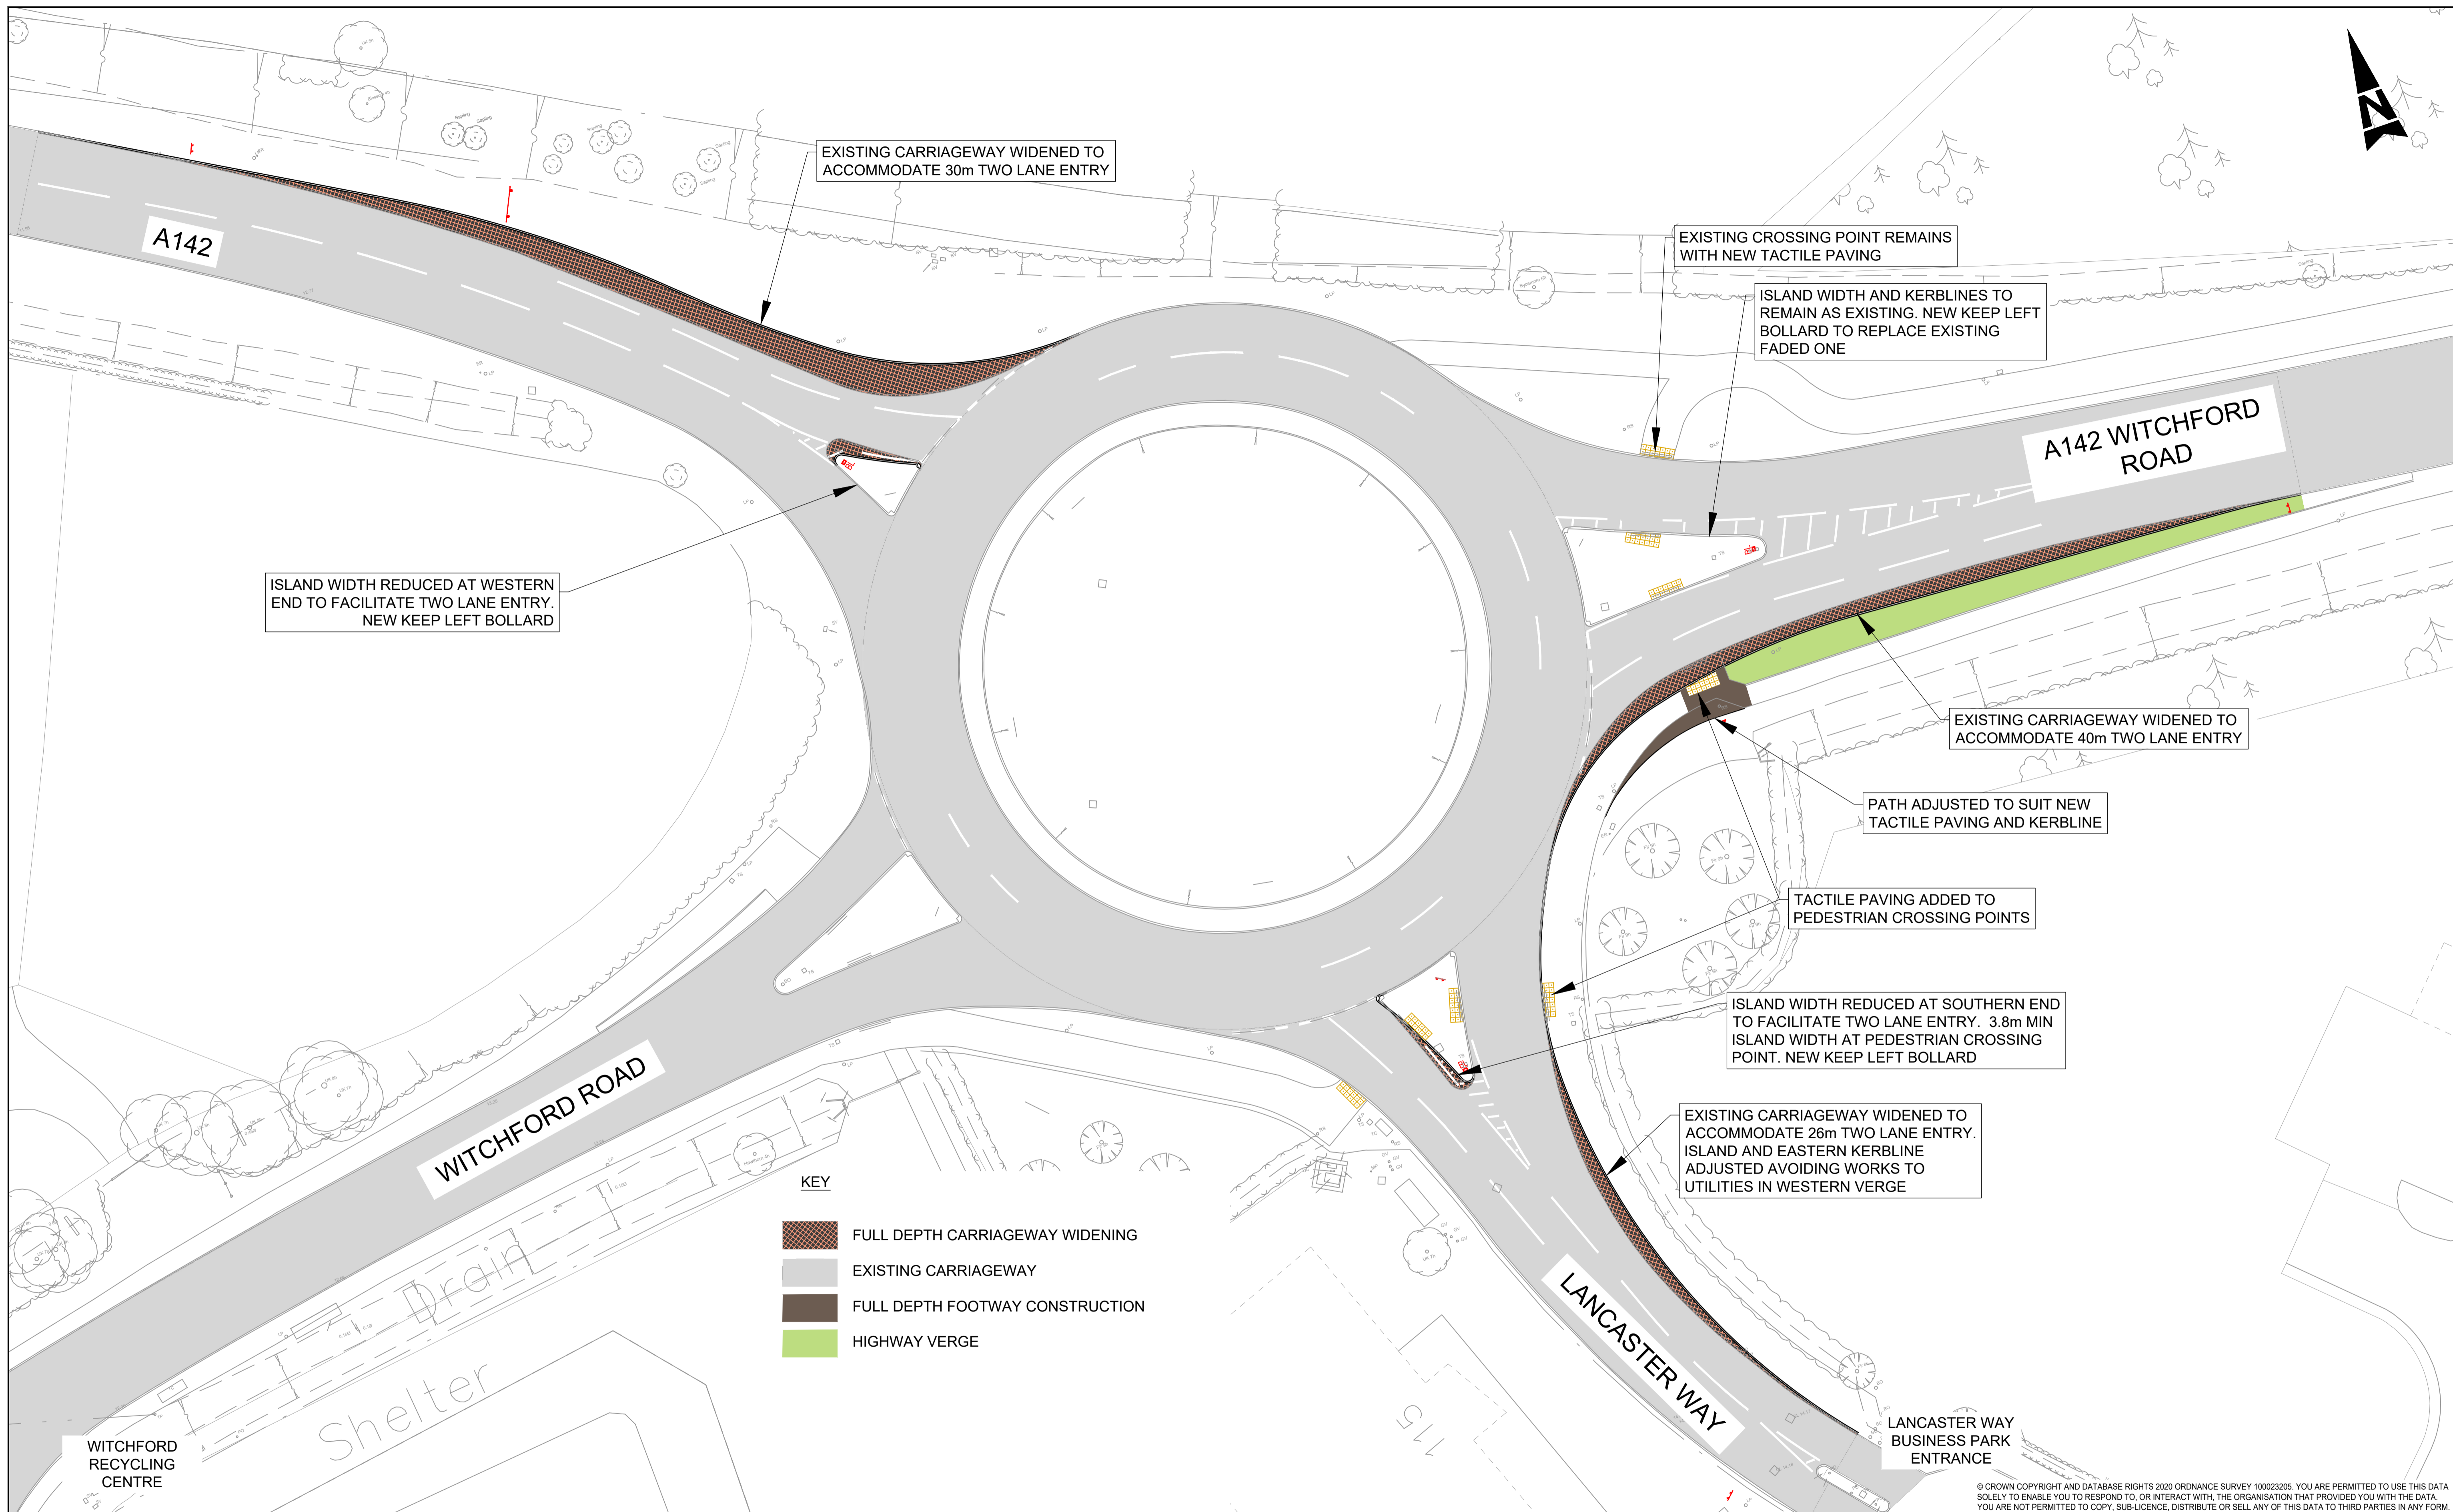 EXISTING CARRIAGEWAY WIDENED TO
ACCOMMODATE 30m TWO LANE ENTRY
N
A142
EXISTING CROSSING POINT REMAINS
WITH NEW TACTILE PAVING
ISLAND WIDTH AND KERBLINES TO
REMAIN AS EXISTING. NEW KEEP LEFT
BOLLARD TO REPLACE EXISTING
FADED ONE
A142 WITCHFORD
ROAD
ISLAND WIDTH REDUCED AT WESTERN
END TO FACILITATE TWO LANE ENTRY.
NEW KEEP LEFT BOLLARD
EXISTING CARRIAGEWAY WIDENED TO
ACCOMMODATE 40m TWO LANE ENTRY
PATH ADJUSTED TO SUIT NEW
TACTILE PAVING AND KERBLINE
TACTILE PAVING ADDED TO
PEDESTRIAN CROSSING POINTS
ISLAND WIDTH REDUCED AT SOUTHERN END
TO FACILITATE TWO LANE ENTRY. 3.8m MIN
ISLAND WIDTH AT PEDESTRIAN CROSSING
POINT. NEW KEEP LEFT BOLLARD
WITCHFORD ROAD
EXISTING CARRIAGEWAY WIDENED TO
ACCOMMODATE 26m TWO LANE ENTRY.
ISLAND AND EASTERN KERBLINE
ADJUSTED AVOIDING WORKS TO
UTILITIES IN WESTERN VERGE
KEY
FULL DEPTH CARRIAGEWAY WIDENING
EXISTING CARRIAGEWAY
FULL DEPTH FOOTWAY CONSTRUCTION
HIGHWAY VERGE
Drain
Shelter
115
LANCASTER WAY
WITCHFORD
RECYCLING
CENTRE
LANCASTER WAY
BUSINESS PARK
ENTRANCE
© CROWN COPYRIGHT AND DATABASE RIGHTS 2020 ORDNANCE SURVEY 100023205. YOU ARE PERMITTED TO USE THIS DATA
SOLELY TO ENABLE YOU TO RESPOND TO, OR INTERACT WITH, THE ORGANISATION THAT PROVIDED YOU WITH THE DATA.
YOU ARE NOT PERMITTED TO COPY, SUB-LICENCE, DISTRIBUTE OR SELL ANY OF THIS DATA TO THIRD PARTIES IN ANY FORM